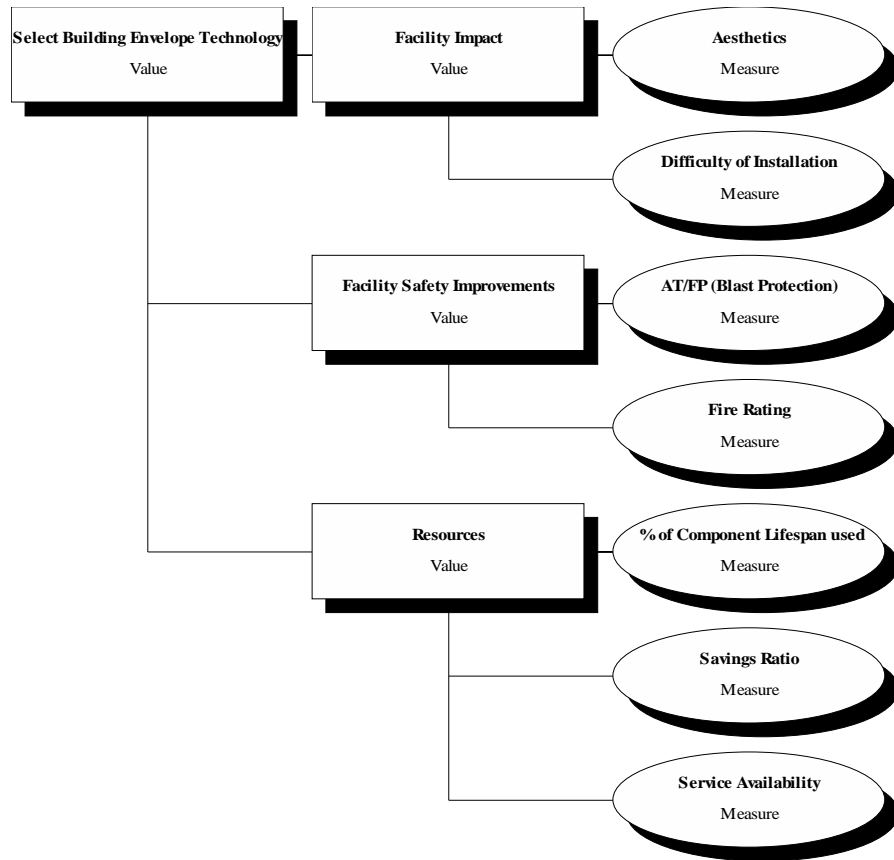 Select Building Envelope Technology
Value
Facility Impact
Value
Aesthetics
Measure
Difficulty of Installation
Measure
Facility Safety Improvements
Value
AT/FP (Blast Protection)
Measure
Fire Rating
Measure
Resources
Value
% of Component Lifespan used
Measure
Savings Ratio
Measure
Service Availability
Measure